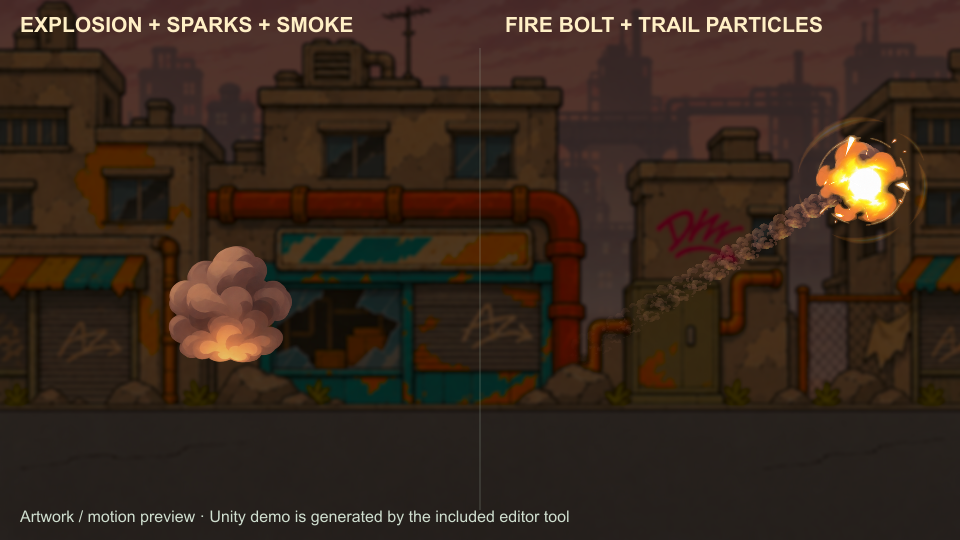 EXPLOSION + SPARKS + SMOKE
FIRE BOLT + TRAIL PARTICLES
Artwork / motion preview · Unity demo is generated by the included editor tool